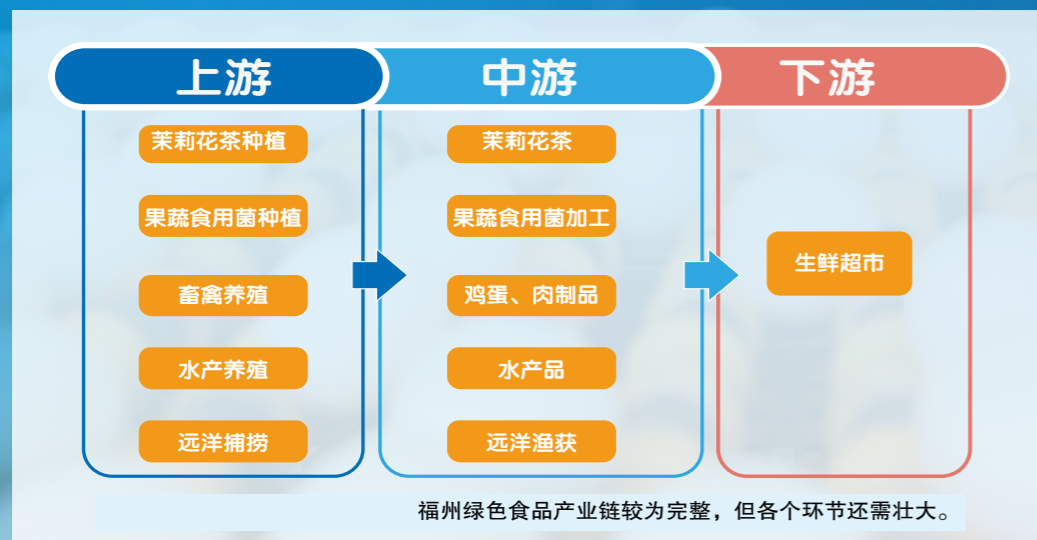 上游
中游
下游
茉莉花茶种植
茉莉花茶
果蔬食用菌种植
果蔬食用菌加工
生鲜超市
畜禽养殖
鸡蛋、肉制品
水产养殖
水产品
远洋捕捞
远洋渔获
福州绿色食品产业链较为完整，但各个环节还需壮大。